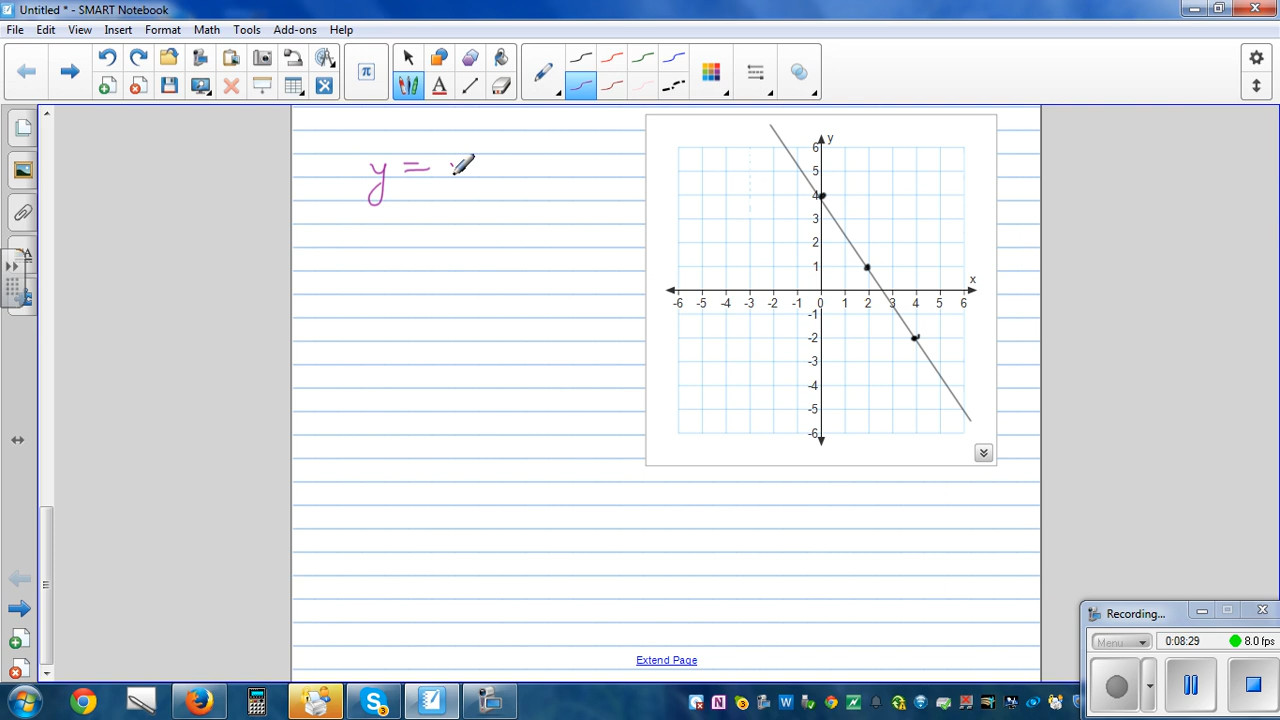 Untitled * - SMART Notebook
File Edit View Insert Format Math Tools Add-ons Help
π
A
y =
y
6
5
4
3
2
1
x
-6 -5 -4 -3 -2 -1 0 1 2 3 4 5 6
-1
-2
-3
-4
-5
-6
Extend Page
Recording...
Menu 0:08:29 8.0 fps